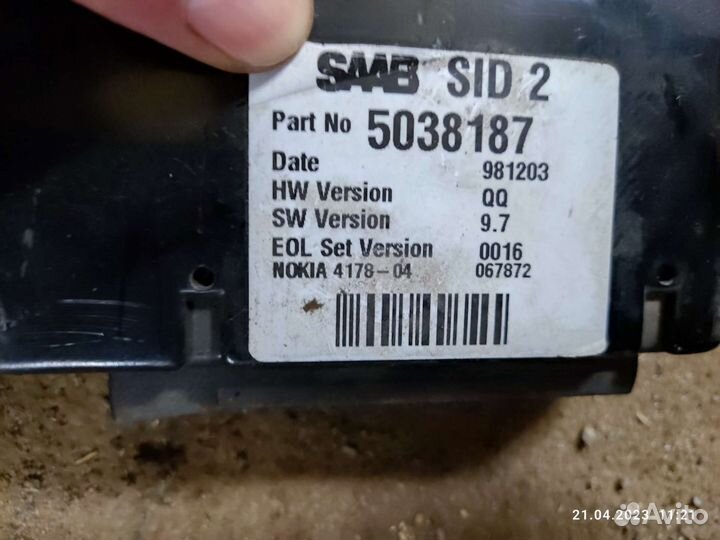 SAAB SID 2
Part No 5038187
Date 981203
HW Version QQ
SW Version 9.7
EOL Set Version 0016
NOKIA 4178-04 067872
21.04.2023 11:21
Avito